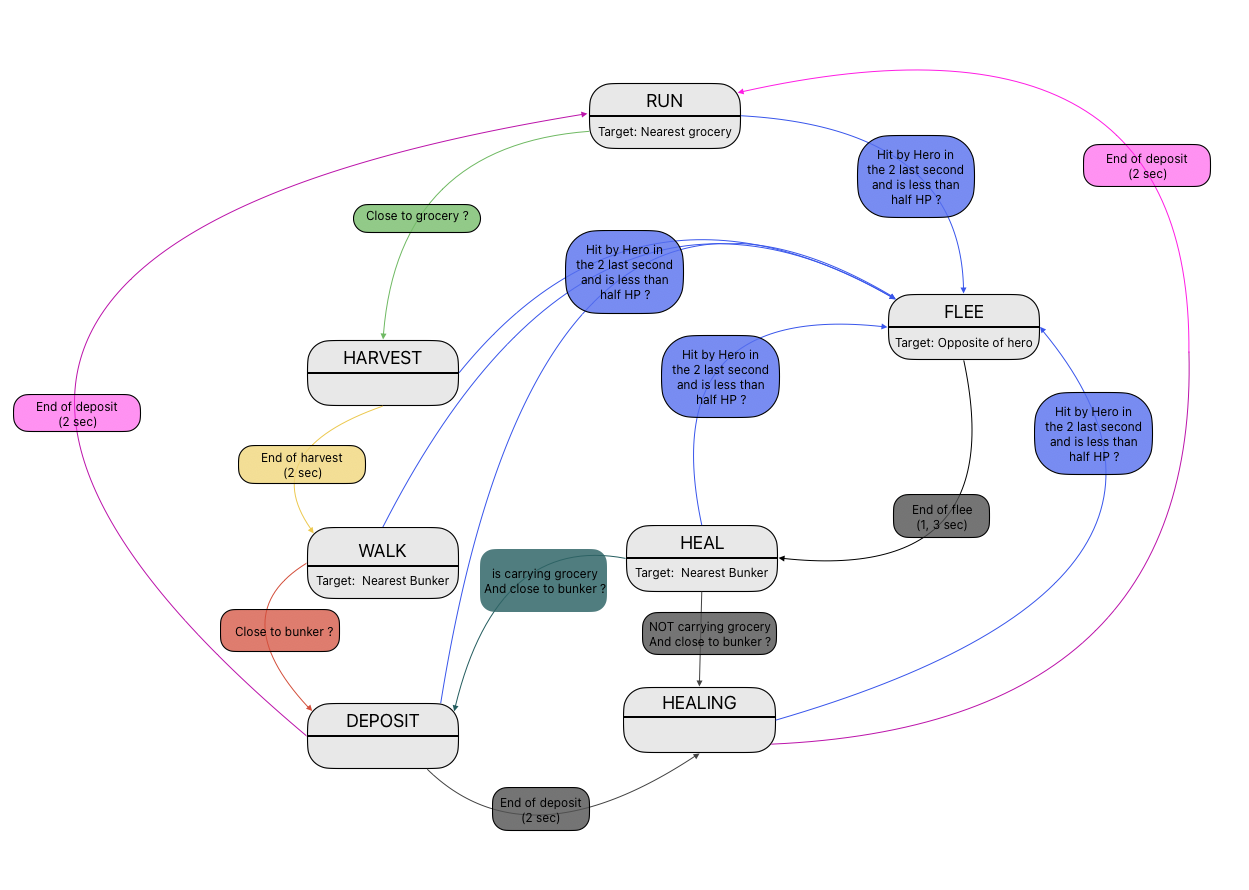 RUN
Target: Nearest grocery
Hit by Hero in
the 2 last second
and is less than
half HP ?
End of deposit
(2 sec)
Close to grocery ?
Hit by Hero in
the 2 last second
and is less than
half HP ?
FLEE
Target: Opposite of hero
HARVEST
Hit by Hero in
the 2 last second
and is less than
half HP ?
End of deposit
(2 sec)
Hit by Hero in
the 2 last second
and is less than
half HP ?
End of harvest
(2 sec)
End of flee
(1, 3 sec)
WALK
Target:  Nearest Bunker
HEAL
Target:  Nearest Bunker
is carrying grocery
And close to bunker ?
Close to bunker ?
NOT carrying grocery
And close to bunker ?
DEPOSIT
HEALING
End of deposit
(2 sec)